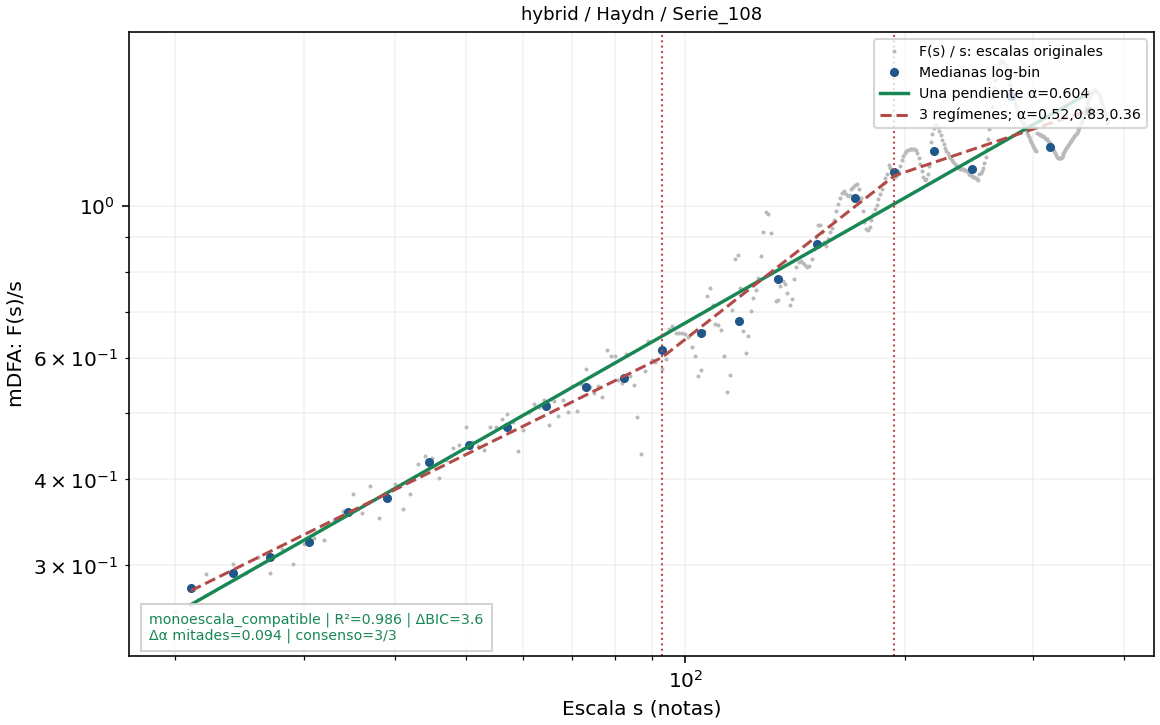 hybrid / Haydn / Serie_108
F(s) / s: escalas originales
Medianas log-bin
Una pendiente α=0.604
3 regímenes; α=0.52,0.83,0.36
mDFA: F(s)/s
10⁰
6 × 10⁻¹
4 × 10⁻¹
3 × 10⁻¹
monoescala_compatible | R²=0.986 | ΔBIC=3.6
Δα mitades=0.094 | consenso=3/3
10²
Escala s (notas)